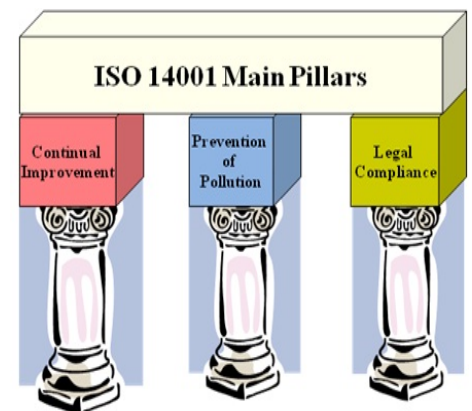 ISO 14001 Main Pillars
Continual
Improvement
Prevention
of
Pollution
Legal
Compliance